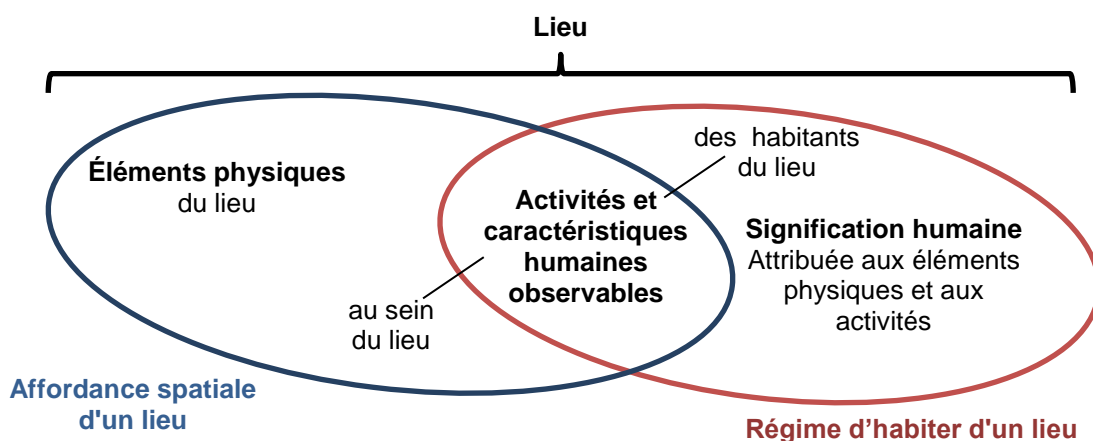 Lieu
Éléments physiques
du lieu
des habitants
du lieu
Activités et
caractéristiques
humaines
observables
Signification humaine
Attribuée aux éléments
physiques et aux
activités
au sein
du lieu
Affordance spatiale
d'un lieu
Régime d’habiter d'un lieu